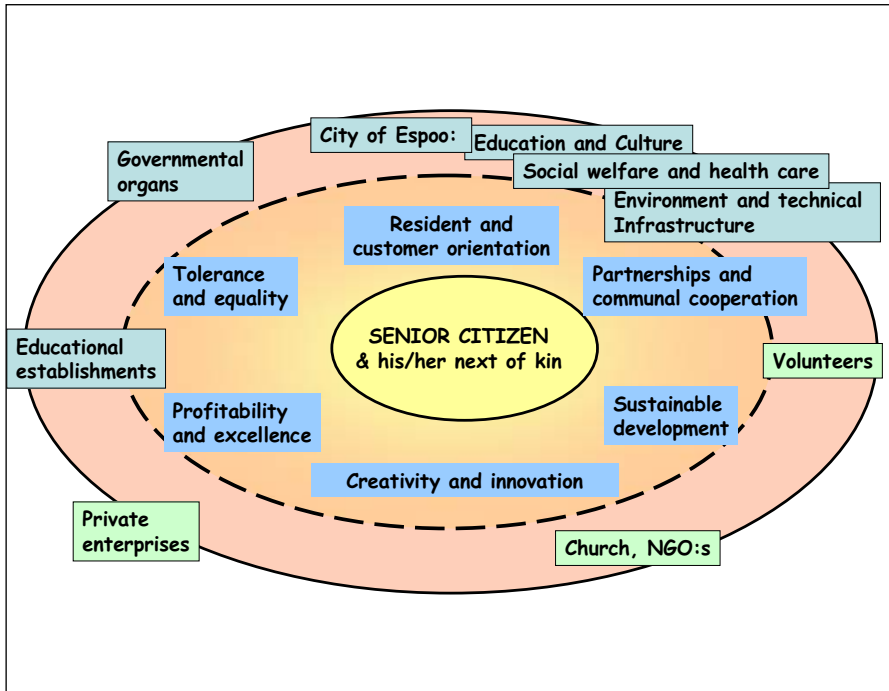 City of Espoo:
Education and Culture
Social welfare and health care
Environment and technical
Infrastructure
Governmental
organs
Resident and
customer orientation
Tolerance
and equality
Partnerships and
communal cooperation
SENIOR CITIZEN
& his/her next of kin
Educational
establishments
Volunteers
Profitability
and excellence
Sustainable
development
Creativity and innovation
Private
enterprises
Church, NGO:s